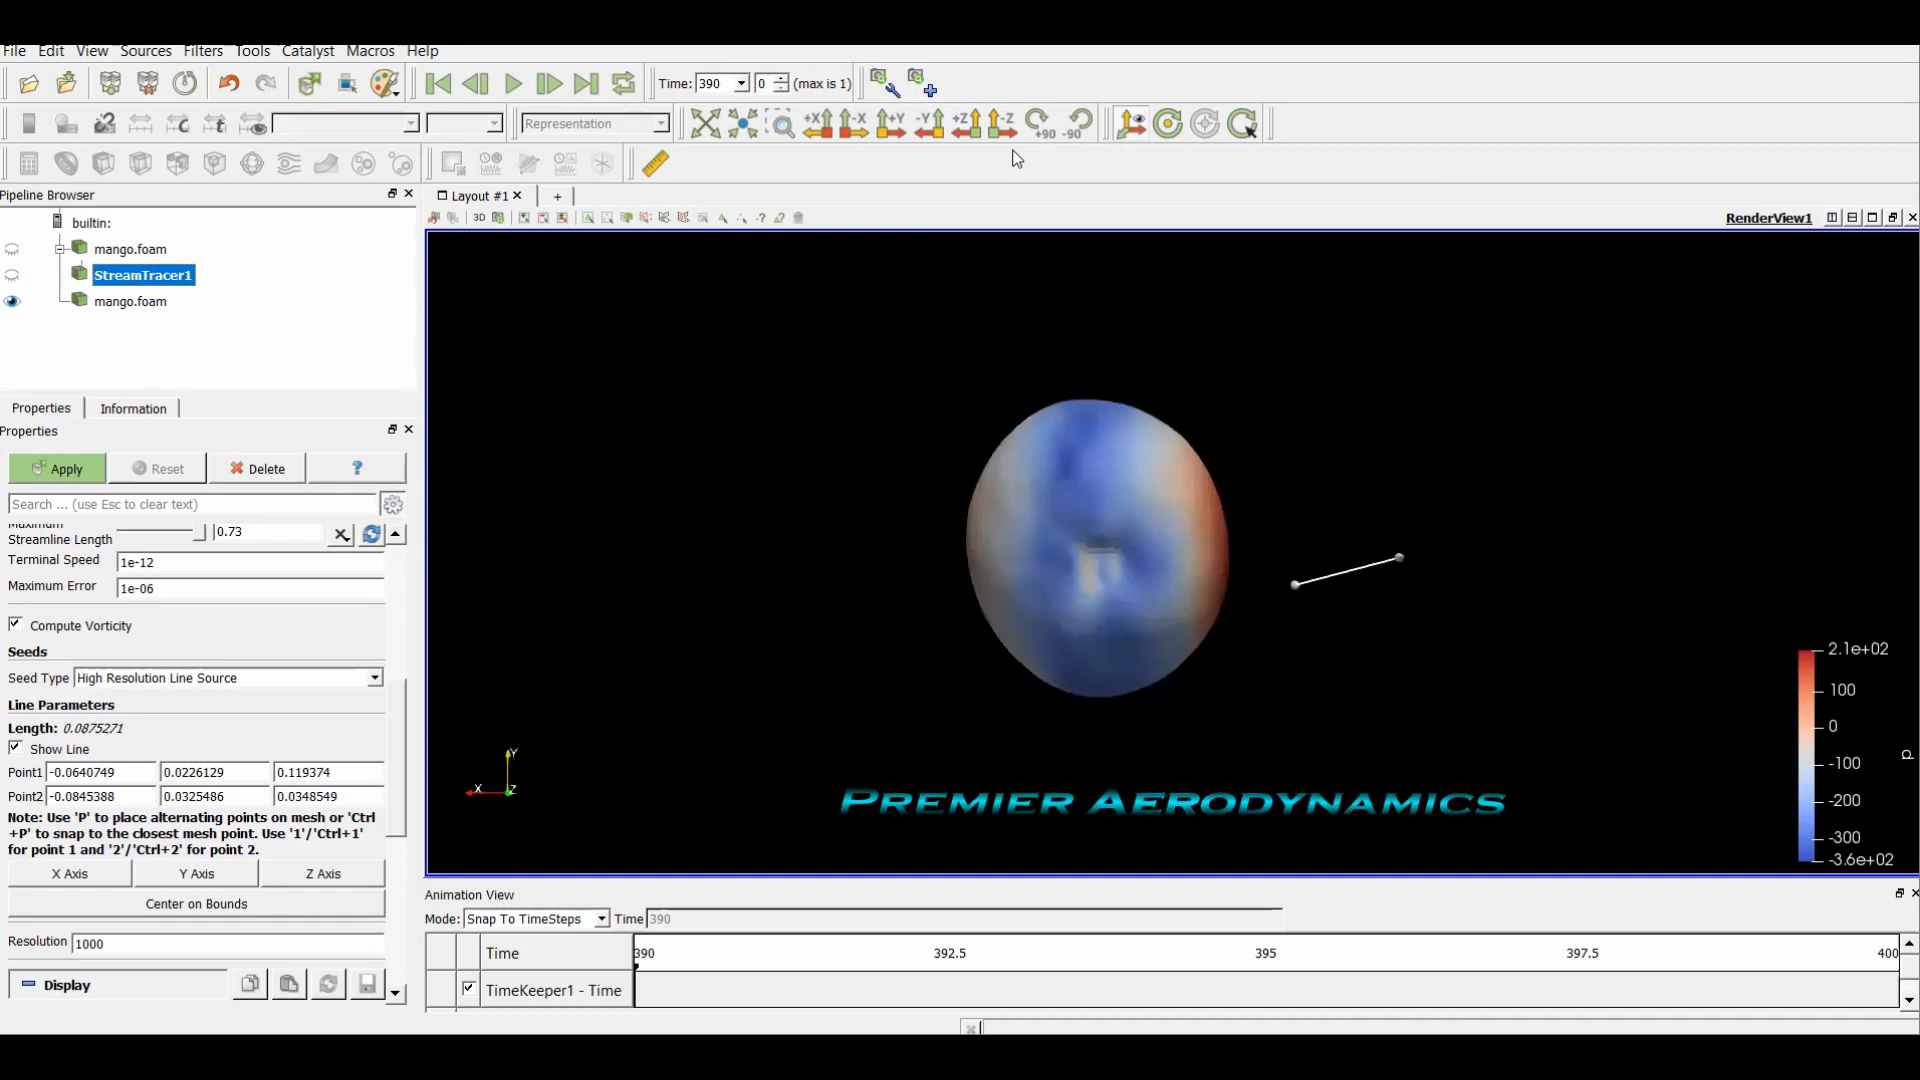 File Edit View Sources Filters Tools Catalyst Macros Help
Time: 390 0 (max is 1)
Representation
+X -X +Y -Y +Z -Z +90 -90
Pipeline Browser
Layout #1 +
3D
RenderView1
builtin:
mango.foam
StreamTracer1
mango.foam
Properties Information
Properties
Apply Reset Delete ?
Search ... (use Esc to clear text)
Maximum
Streamline Length 0.73
Terminal Speed 1e-12
Maximum Error 1e-06
Compute Vorticity
Seeds
Seed Type High Resolution Line Source
Line Parameters
Length: 0.0875271
Show Line
Point1 -0.0640749 0.0226129 0.119374
Point2 -0.0845388 0.0325486 0.0348549
Note: Use 'P' to place alternating points on mesh or 'Ctrl
+P' to snap to the closest mesh point. Use '1'/'Ctrl+1'
for point 1 and '2'/'Ctrl+2' for point 2.
X Axis Y Axis Z Axis
Center on Bounds
Resolution 1000
Display
2.1e+02
100
0
-100
-200
-300
-3.6e+02
p
Y
X Z
Premier Aerodynamics
Animation View
Mode: Snap To TimeSteps Time 390
Time 390 392.5 395 397.5 400
TimeKeeper1 - Time